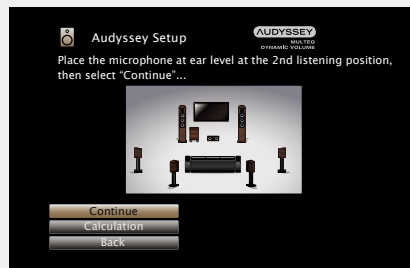 Audyssey Setup
AUDYSSEY
MULTEQ
DYNAMIC VOLUME
Place the microphone at ear level at the 2nd listening position,
then select “Continue”...
Continue
Calculation
Back